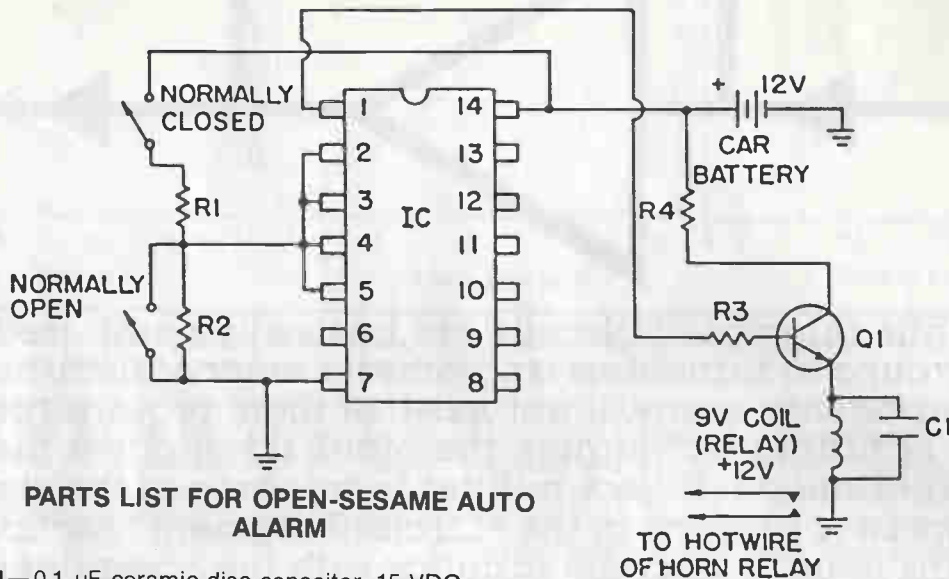 NORMALLY
CLOSED
R1
NORMALLY
OPEN
R2
1
2
3
4
5
6
7
IC
14
13
12
11
10
9
8
+ 12V
CAR
BATTERY
R4
R3
Q1
9V COIL
(RELAY)
+12V
C1
TO HOTWIRE
OF HORN RELAY
PARTS LIST FOR OPEN-SESAME AUTO
ALARM
0.1 µF ceramic disc capacitor, 15 VDC